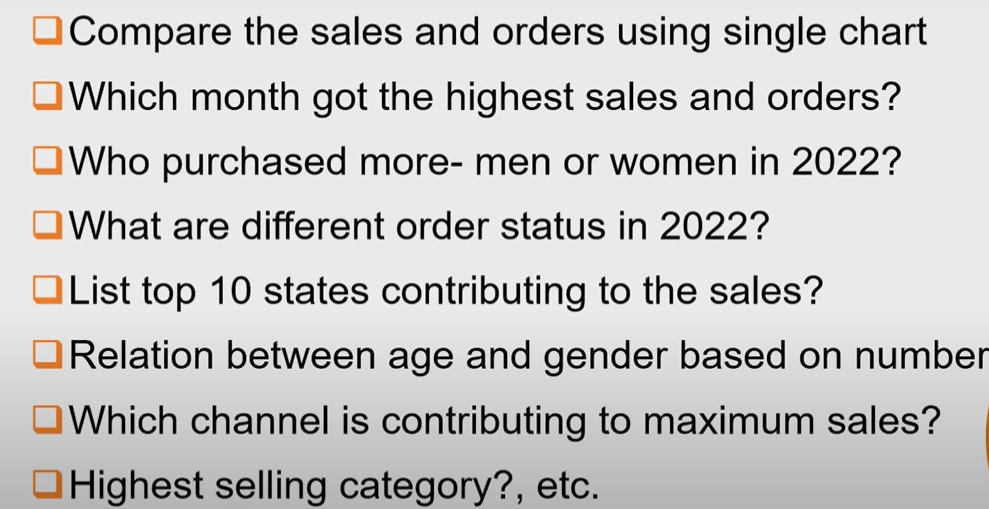 Compare the sales and orders using single chart
Which month got the highest sales and orders?
Who purchased more- men or women in 2022?
What are different order status in 2022?
List top 10 states contributing to the sales?
Relation between age and gender based on number
Which channel is contributing to maximum sales?
Highest selling category?, etc.